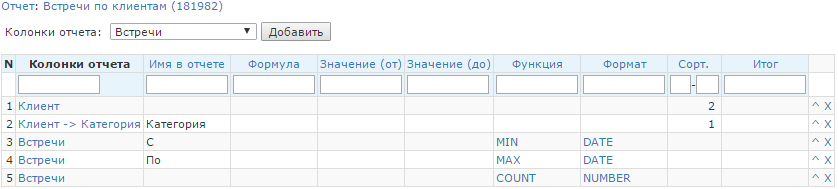 Отчет: Встречи по клиентам (181982)
Колонки отчета: Встречи Добавить
N Колонки отчета Имя в отчете Формула Значение (от) Значение (до) Функция Формат Сорт. Итог
-
1 Клиент 2 ^ X
2 Клиент -> Категория Категория 1 ^ X
3 Встречи С MIN DATE ^ X
4 Встречи По MAX DATE ^ X
5 Встречи COUNT NUMBER ^ X